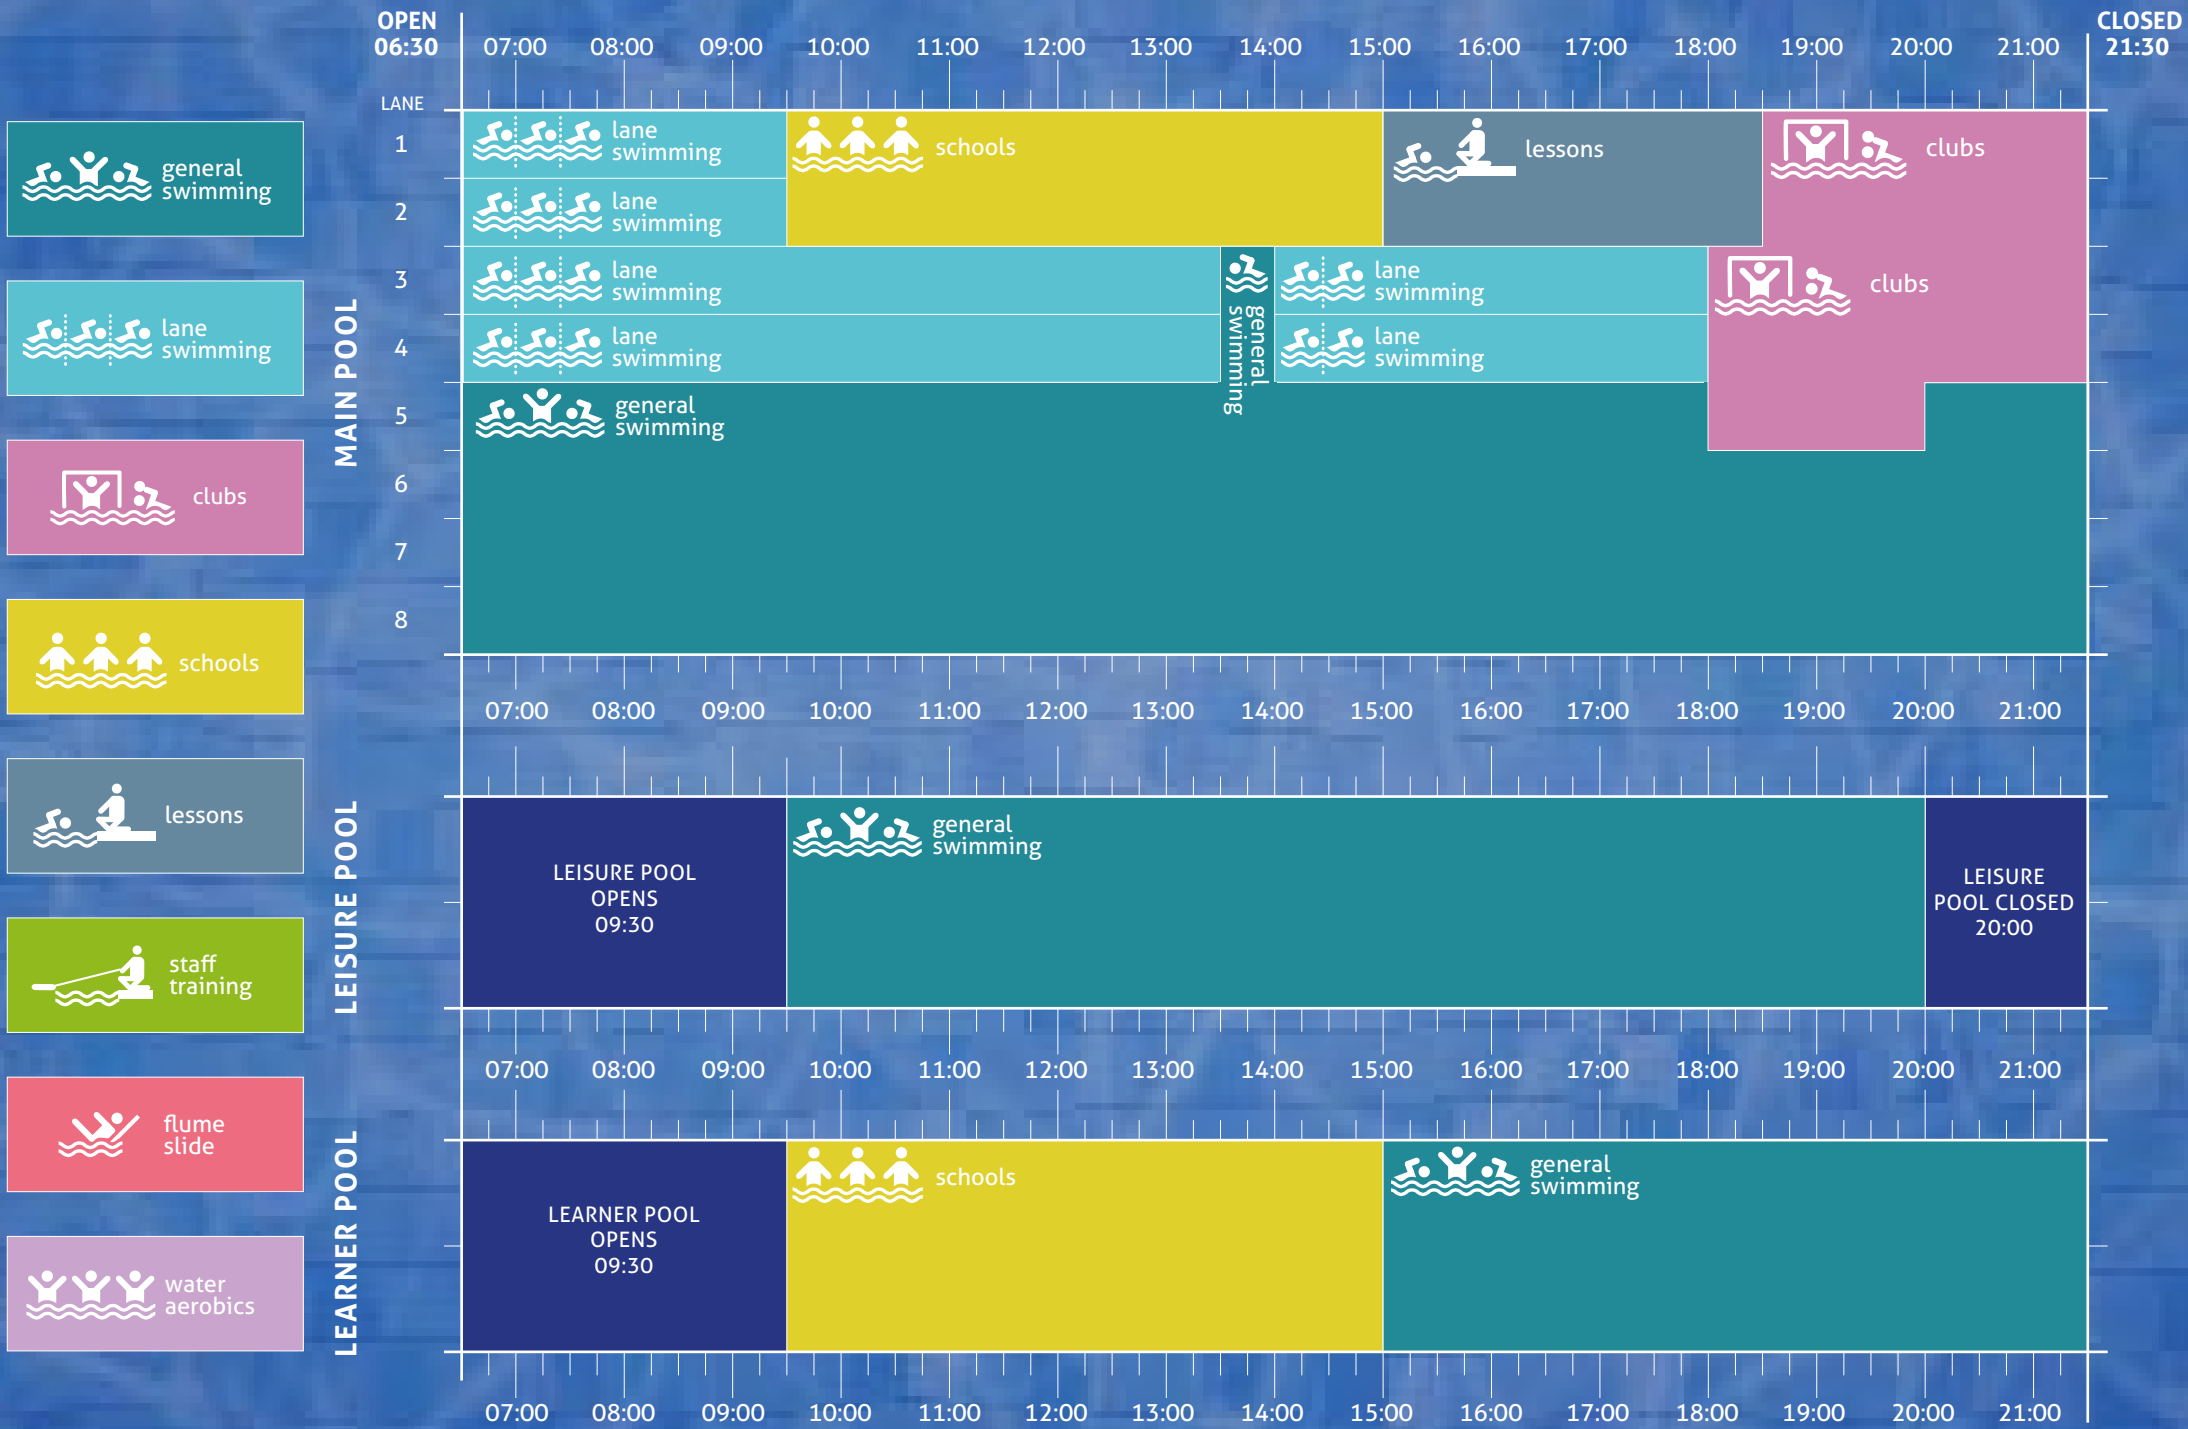 OPEN
06:30
07:00 08:00 09:00 10:00 11:00 12:00 13:00 14:00 15:00 16:00 17:00 18:00 19:00 20:00 21:00
CLOSED
21:30
general
swimming
lane
swimming
clubs
schools
lessons
staff
training
flume
slide
water
aerobics
MAIN POOL
LANE
1
2
3
4
5
6
7
8
lane
swimming
schools
lessons
clubs
lane
swimming
lane
swimming
general
swimming
lane
swimming
clubs
lane
swimming
lane
swimming
general
swimming
07:00 08:00 09:00 10:00 11:00 12:00 13:00 14:00 15:00 16:00 17:00 18:00 19:00 20:00 21:00
LEISURE POOL
LEISURE POOL
OPENS
09:30
general
swimming
LEISURE
POOL CLOSED
20:00
07:00 08:00 09:00 10:00 11:00 12:00 13:00 14:00 15:00 16:00 17:00 18:00 19:00 20:00 21:00
LEARNER POOL
LEARNER POOL
OPENS
09:30
schools
general
swimming
07:00 08:00 09:00 10:00 11:00 12:00 13:00 14:00 15:00 16:00 17:00 18:00 19:00 20:00 21:00